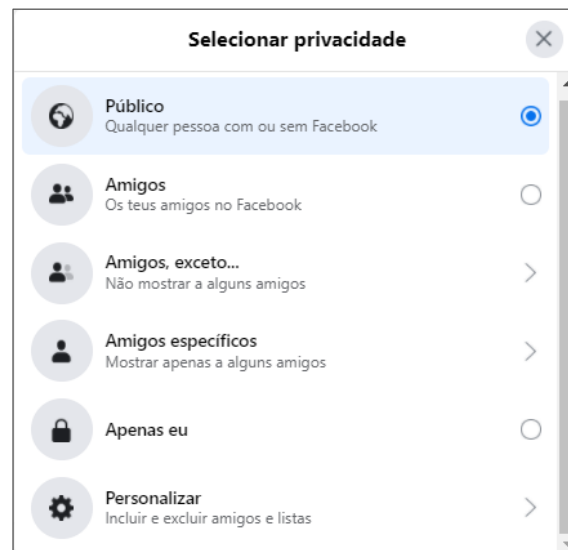 Selecionar privacidade
Público
Qualquer pessoa com ou sem Facebook
Amigos
Os teus amigos no Facebook
Amigos, exceto...
Não mostrar a alguns amigos
Amigos específicos
Mostrar apenas a alguns amigos
Apenas eu
Personalizar
Incluir e excluir amigos e listas